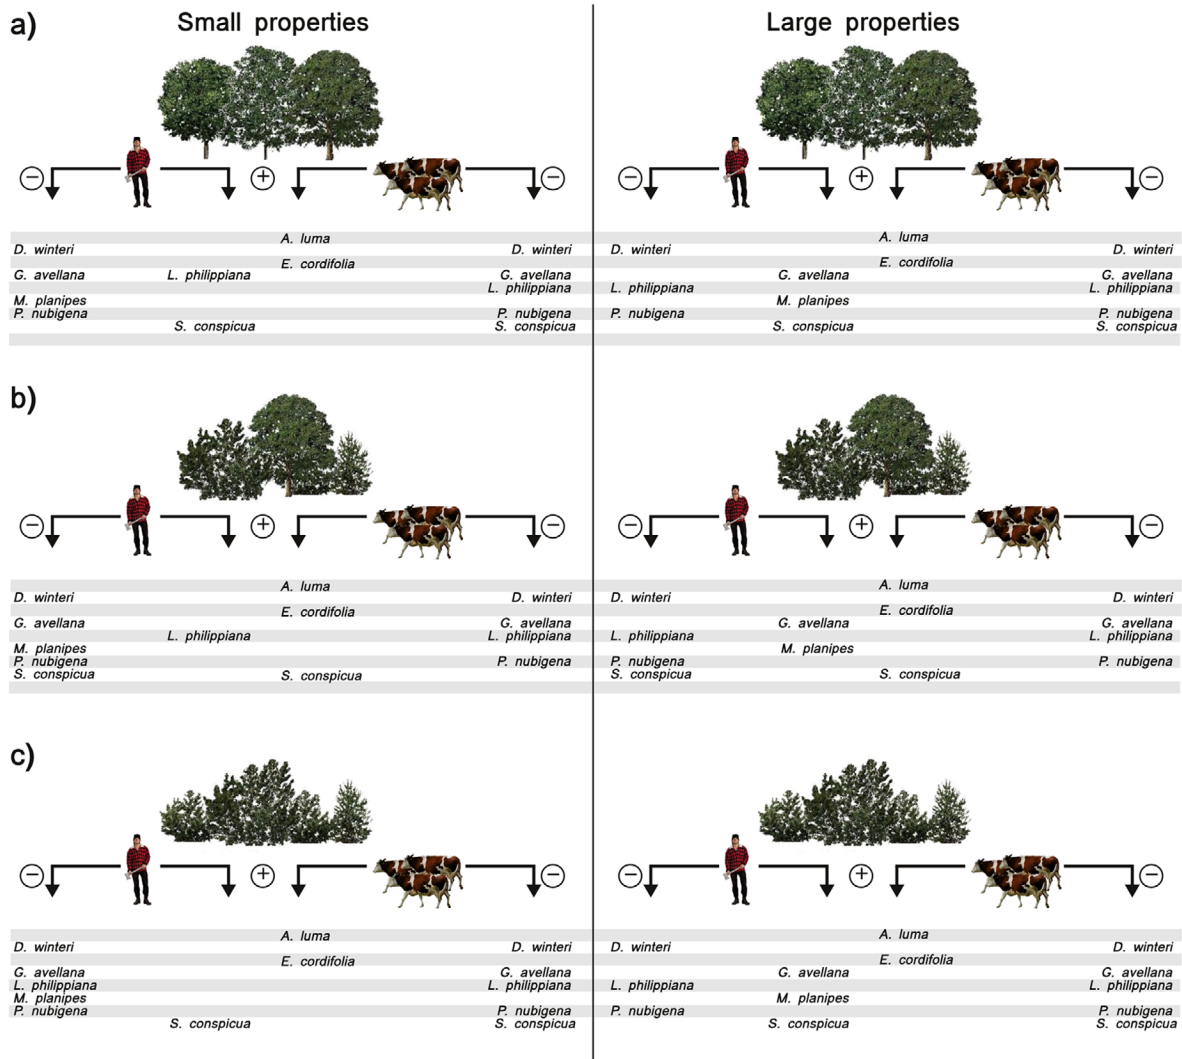 a) Small properties Large properties
− + − − + −
A. luma A. luma
D. winteri D. winteri D. winteri D. winteri
E. cordifolia E. cordifolia
G. avellana L. philippiana G. avellana G. avellana G. avellana
L. philippiana L. philippiana L. philippiana
M. planipes M. planipes
P. nubigena P. nubigena P. nubigena P. nubigena
S. conspicua S. conspicua S. conspicua S. conspicua
b)
− + − − + −
A. luma A. luma
D. winteri D. winteri D. winteri D. winteri
E. cordifolia E. cordifolia
G. avellana G. avellana G. avellana G. avellana
L. philippiana L. philippiana L. philippiana L. philippiana
M. planipes M. planipes
P. nubigena P. nubigena P. nubigena P. nubigena
S. conspicua S. conspicua S. conspicua S. conspicua
c)
− + − − + −
A. luma A. luma
D. winteri D. winteri D. winteri D. winteri
E. cordifolia E. cordifolia
G. avellana G. avellana G. avellana G. avellana
L. philippiana L. philippiana L. philippiana L. philippiana
M. planipes M. planipes
P. nubigena P. nubigena P. nubigena P. nubigena
S. conspicua S. conspicua S. conspicua S. conspicua